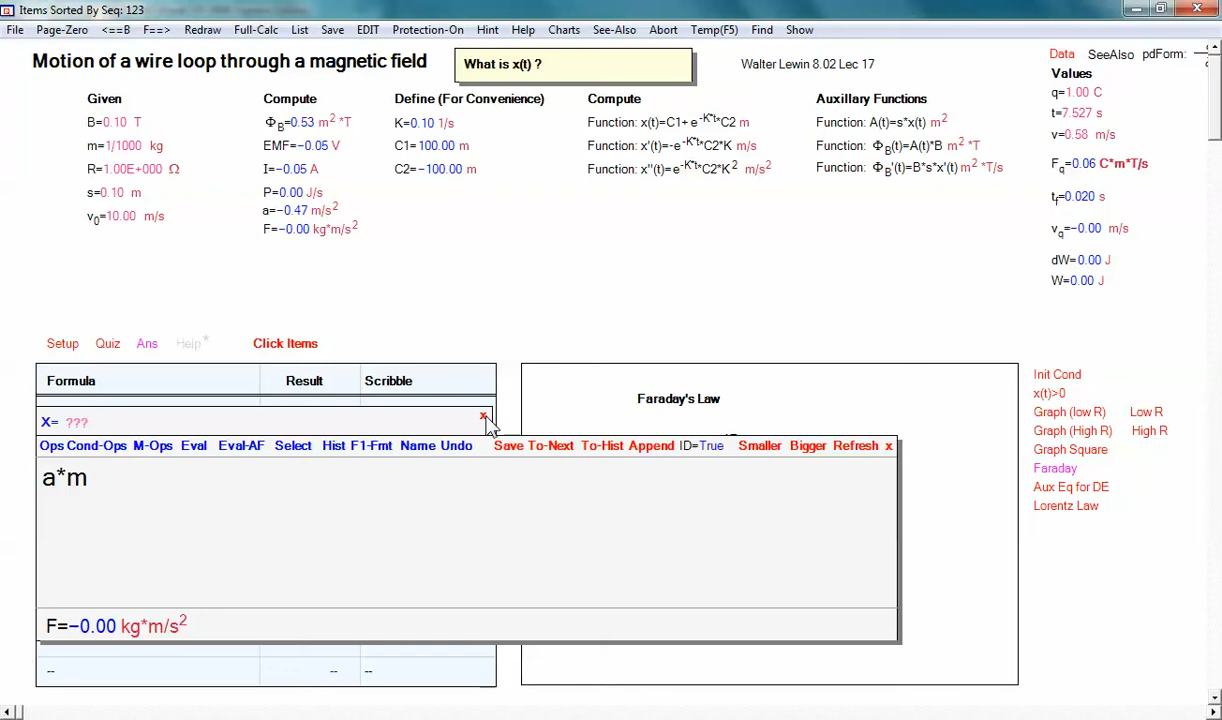 Items Sorted By Seq: 123
File Page-Zero <==B F==> Redraw Full-Calc List Save EDIT Protection-On Hint Help Charts See-Also Abort Temp(F5) Find Show
Motion of a wire loop through a magnetic field
What is x(t) ?
Walter Lewin 8.02 Lec 17
Data SeeAlso pdForm:
Given
B=0.10 T
m=1/1000 kg
R=1.00E+000 Ω
s=0.10 m
v₀=10.00 m/s
Compute
Φ_B=0.53 m² *T
EMF=−0.05 V
I=−0.05 A
P=0.00 J/s
a=−0.47 m/s²
F=−0.00 kg*m/s²
Define (For Convenience)
K=0.10 1/s
C1=100.00 m
C2=−100.00 m
Compute
Function: x(t)=C1+e^-K*t*C2 m
Function: x'(t)=-e^-K*t*C2*K m/s
Function: x''(t)=e^-K*t*C2*K² m/s²
Auxillary Functions
Function: A(t)=s*x(t) m²
Function: Φ_B(t)=A(t)*B m² *T
Function: Φ_B'(t)=B*s*x'(t) m² *T/s
Values
q=1.00 C
t=7.527 s
v=0.58 m/s
F_q=0.06 C*m*T/s
t_f=0.020 s
v_q=−0.00 m/s
dW=0.00 J
W=0.00 J
Setup Quiz Ans Help* Click Items
Formula Result Scribble
X= ??? x
Ops Cond-Ops M-Ops Eval Eval-AF Select Hist F1-Fmt Name Undo Save To-Next To-Hist Append ID=True Smaller Bigger Refresh x
a*m
F=−0.00 kg*m/s²
-- -- --
Faraday's Law
Init Cond
x(t)>0
Graph (low R) Low R
Graph (High R) High R
Graph Square
Faraday
Aux Eq for DE
Lorentz Law